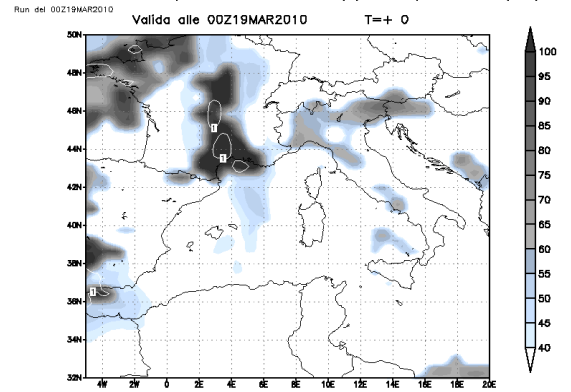 Run del 00Z19MAR2010
Valida alle 00Z19MAR2010 T=+ 0
50N
48N
46N
44N
42N
40N
38N
36N
34N
32N
4W 2W 0 2E 4E 6E 8E 10E 12E 14E 16E 18E 20E
1
1
1
100
95
90
85
80
75
70
65
60
55
50
45
40